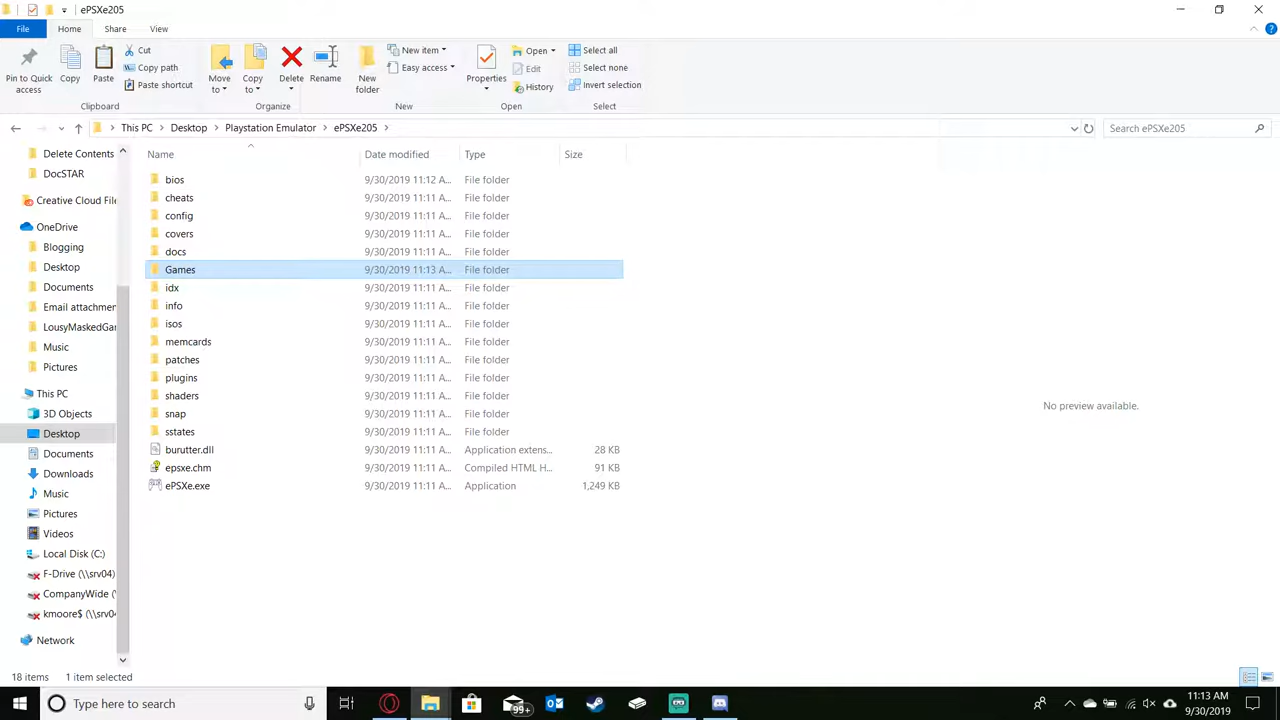 ePSXe205
File Home Share View
Pin to Quick access
Copy
Paste
Cut
Copy path
Paste shortcut
Clipboard
Move to
Copy to
Delete
Rename
Organize
New folder
New item
Easy access
New
Properties
Open
Edit
History
Open
Select all
Select none
Invert selection
Select
This PC > Desktop > Playstation Emulator > ePSXe205 >
Search ePSXe205
Delete Contents
DocSTAR
Creative Cloud File
OneDrive
Blogging
Desktop
Documents
Email attachmen
LousyMaskedGa
Music
Pictures
This PC
3D Objects
Desktop
Documents
Downloads
Music
Pictures
Videos
Local Disk (C:)
F-Drive (\\srv04)
CompanyWide (\
kmoore$ (\\srv04
Network
Name Date modified Type Size
bios 9/30/2019 11:12 A... File folder
cheats 9/30/2019 11:11 A... File folder
config 9/30/2019 11:11 A... File folder
covers 9/30/2019 11:11 A... File folder
docs 9/30/2019 11:11 A... File folder
Games 9/30/2019 11:13 A... File folder
idx 9/30/2019 11:11 A... File folder
info 9/30/2019 11:11 A... File folder
isos 9/30/2019 11:11 A... File folder
memcards 9/30/2019 11:11 A... File folder
patches 9/30/2019 11:11 A... File folder
plugins 9/30/2019 11:11 A... File folder
shaders 9/30/2019 11:11 A... File folder
snap 9/30/2019 11:11 A... File folder
sstates 9/30/2019 11:11 A... File folder
burutter.dll 9/30/2019 11:11 A... Application extens... 28 KB
epsxe.chm 9/30/2019 11:11 A... Compiled HTML H... 91 KB
ePSXe.exe 9/30/2019 11:11 A... Application 1,249 KB
No preview available.
18 items 1 item selected
Type here to search
99+
11:13 AM
9/30/2019